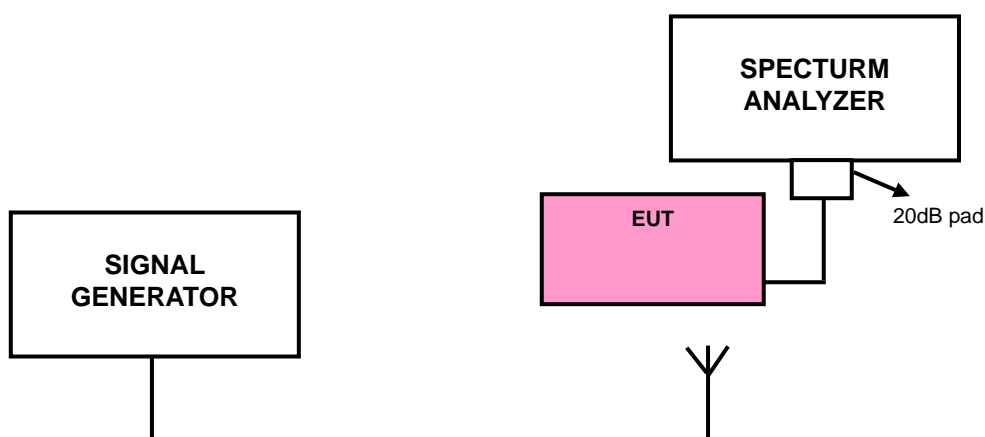 SPECTURM
ANALYZER
20dB pad
EUT
SIGNAL
GENERATOR